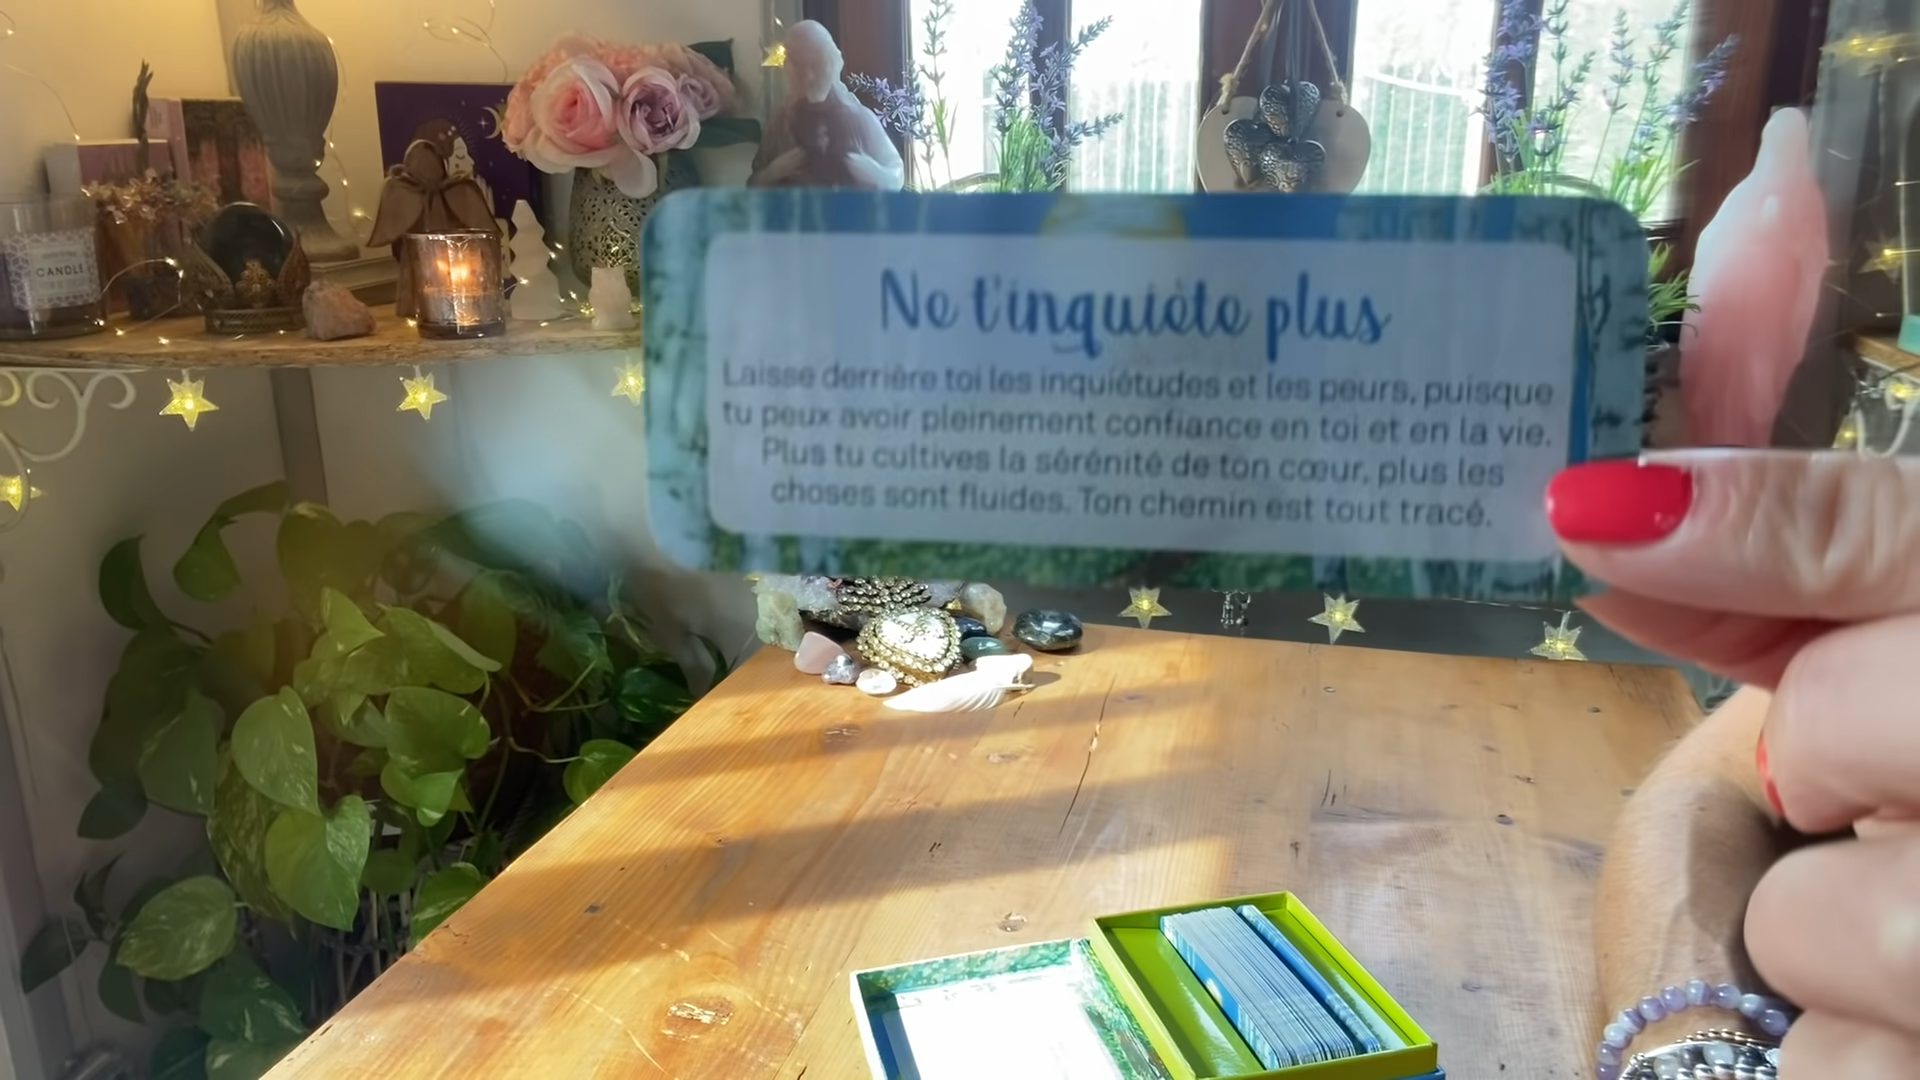 CANDLE
Ne t'inquiète plus
Laisse derrière toi les inquiétudes et les peurs, puisque
tu peux avoir pleinement confiance en toi et en la vie.
Plus tu cultives la sérénité de ton cœur, plus les
choses sont fluides. Ton chemin est tout tracé.